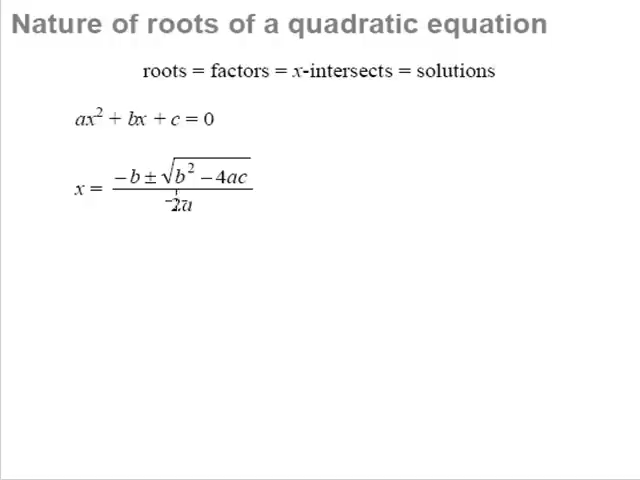 Nature of roots of a quadratic equation
roots = factors = x-intersects = solutions
ax² + bx + c = 0
x = (−b ± √(b² − 4ac)) / 2a